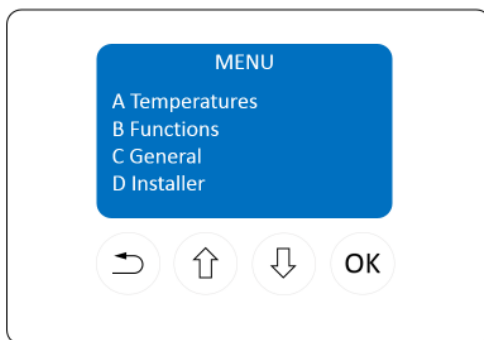 MENU
A Temperatures
B Functions
C General
D Installer
OK